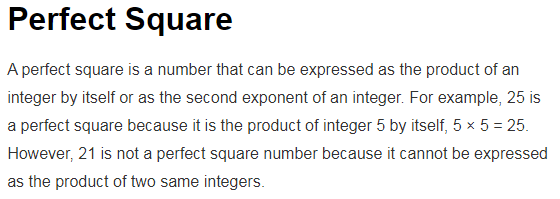 Perfect Square
A perfect square is a number that can be expressed as the product of an
integer by itself or as the second exponent of an integer. For example, 25 is
a perfect square because it is the product of integer 5 by itself, 5 × 5 = 25.
However, 21 is not a perfect square number because it cannot be expressed
as the product of two same integers.